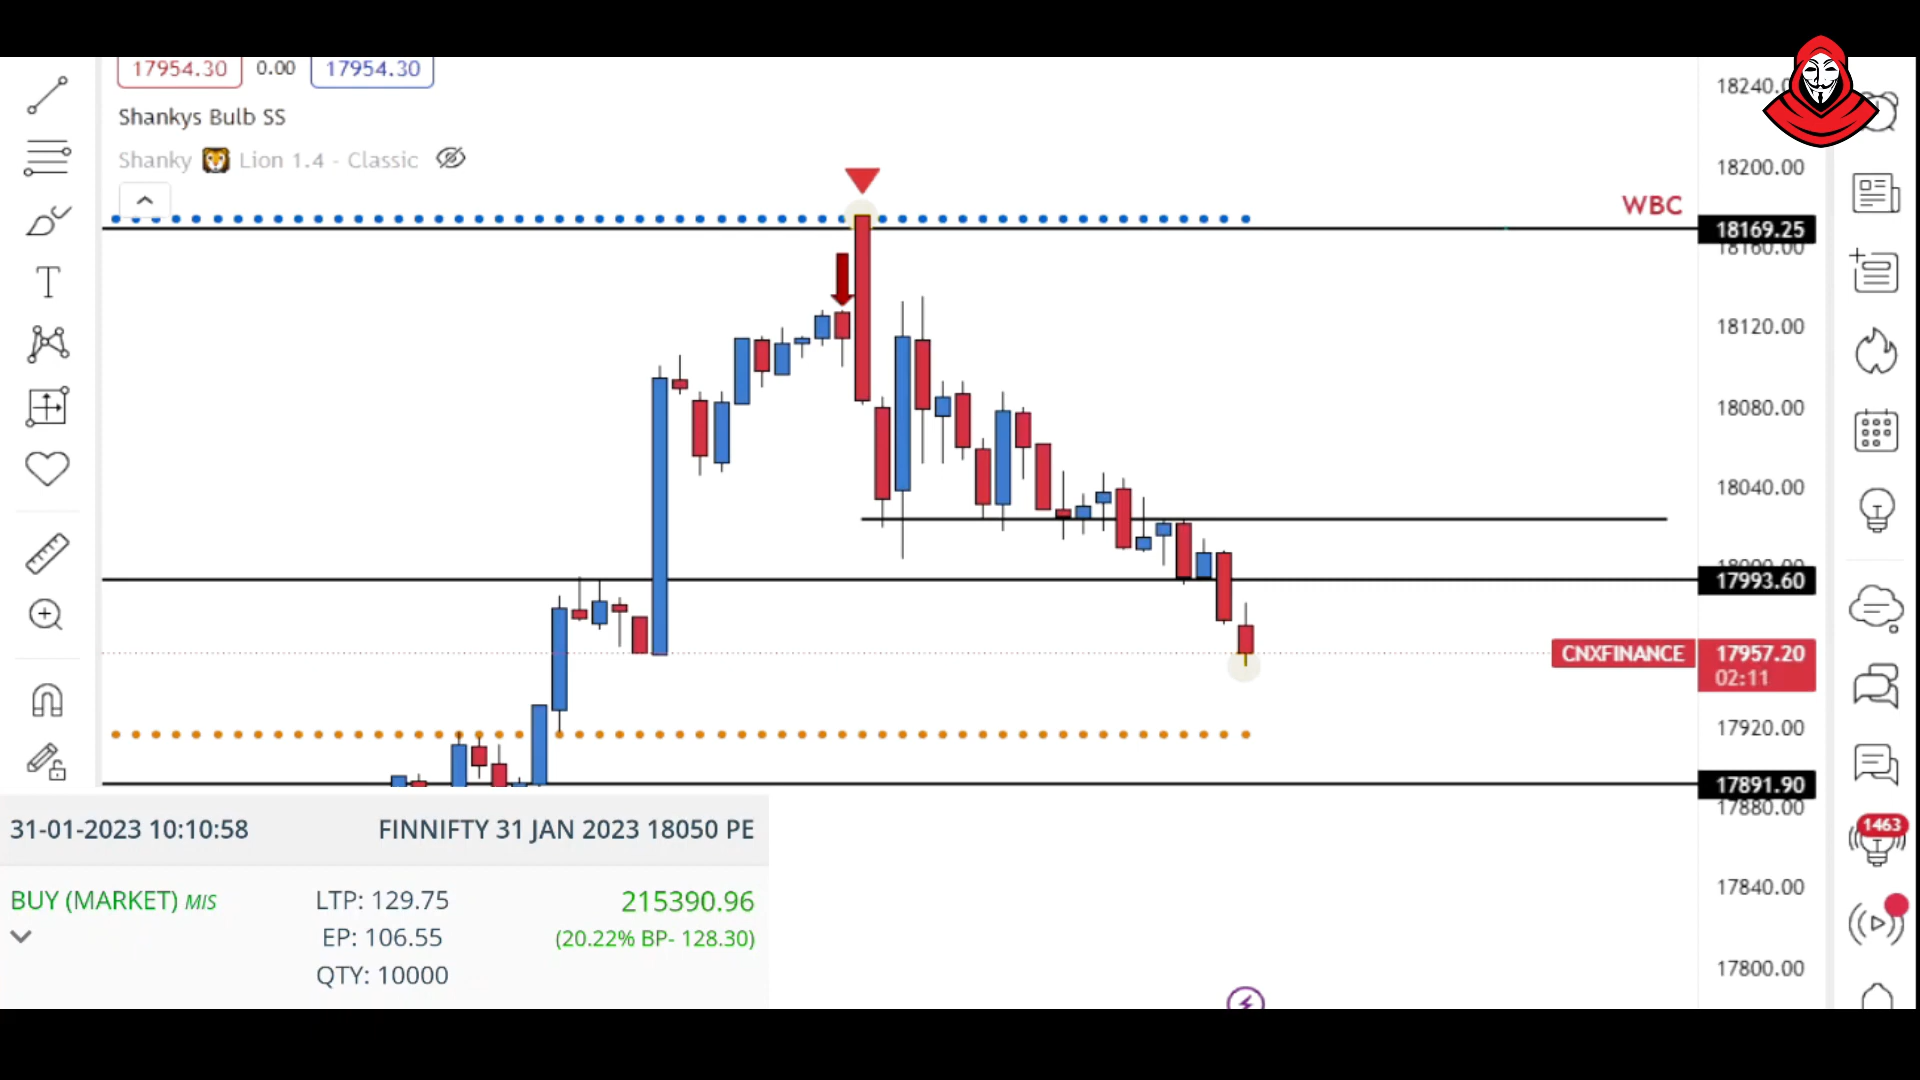 17954.30 0.00 17954.30
Shankys Bulb SS
Shanky 🦁 Lion 1.4 - Classic
18240.
18200.00
WBC
18169.25
18160.00
18120.00
18080.00
18040.00
18000.00
17993.60
CNXFINANCE 17957.20
02:11
17920.00
17891.90
17880.00
1463
17840.00
17800.00
31-01-2023 10:10:58 FINNIFTY 31 JAN 2023 18050 PE
BUY (MARKET) MIS LTP: 129.75 215390.96
EP: 106.55 (20.22% BP- 128.30)
QTY: 10000